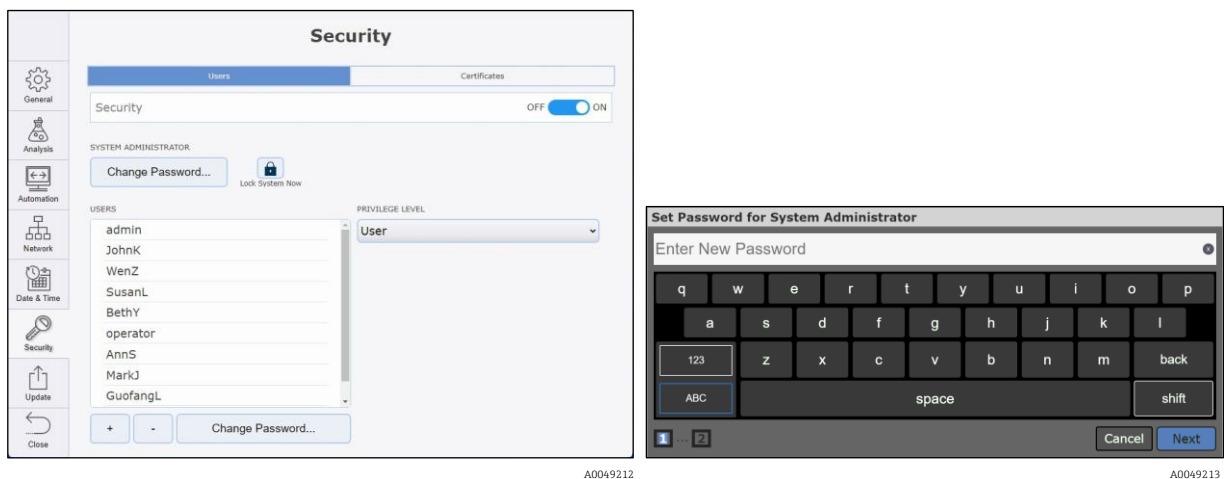 Security
General
Analysis
Automation
Network
Date & Time
Security
Update
Close
Users Certificates
Security OFF ON
SYSTEM ADMINISTRATOR
Change Password...
Lock System Now
USERS
admin
JohnK
WenZ
SusanL
BethY
operator
AnnS
MarkJ
GuofangL
+ - Change Password...
PRIVILEGE LEVEL
User
A0049212
Set Password for System Administrator
Enter New Password
q w e r t y u i o p
a s d f g h j k l
123 z x c v b n m back
ABC space shift
1 ... 2 Cancel Next
A0049213